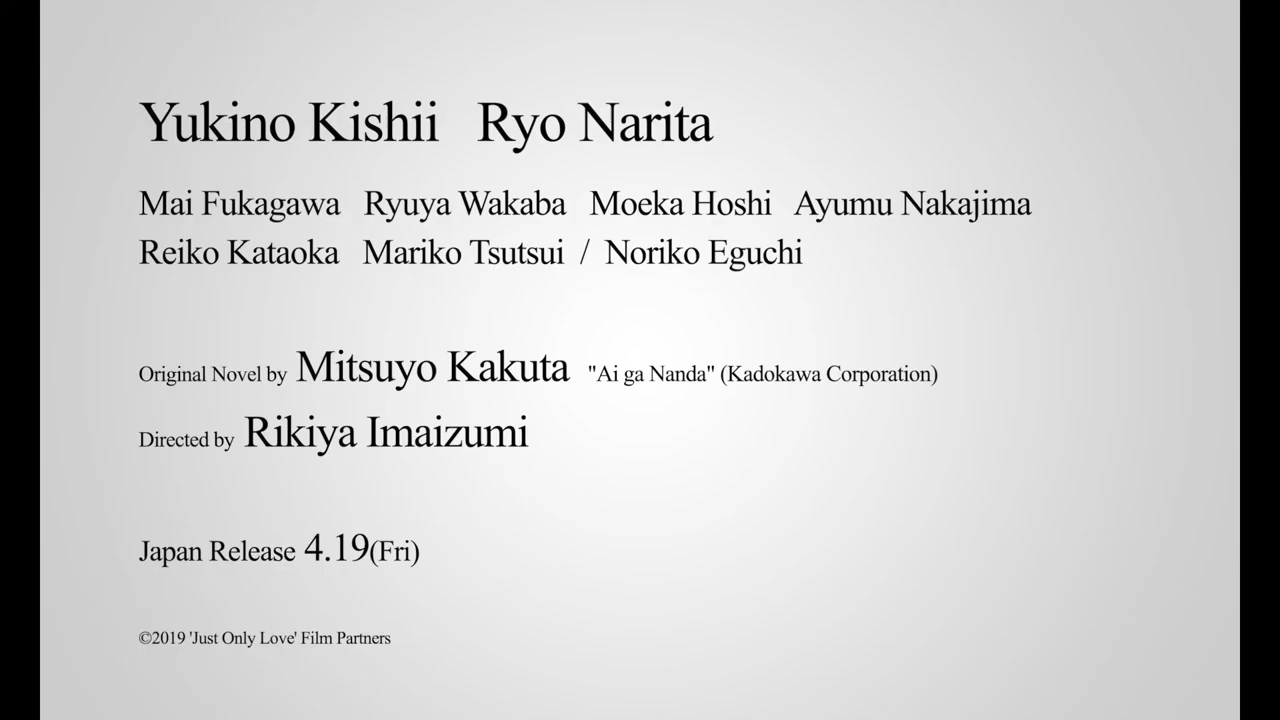 Yukino Kishii Ryo Narita
Mai Fukagawa Ryuya Wakaba Moeka Hoshi Ayumu Nakajima
Reiko Kataoka Mariko Tsutsui / Noriko Eguchi
Original Novel by Mitsuyo Kakuta "Ai ga Nanda" (Kadokawa Corporation)
Directed by Rikiya Imaizumi
Japan Release 4.19(Fri)
©2019 'Just Only Love' Film Partners